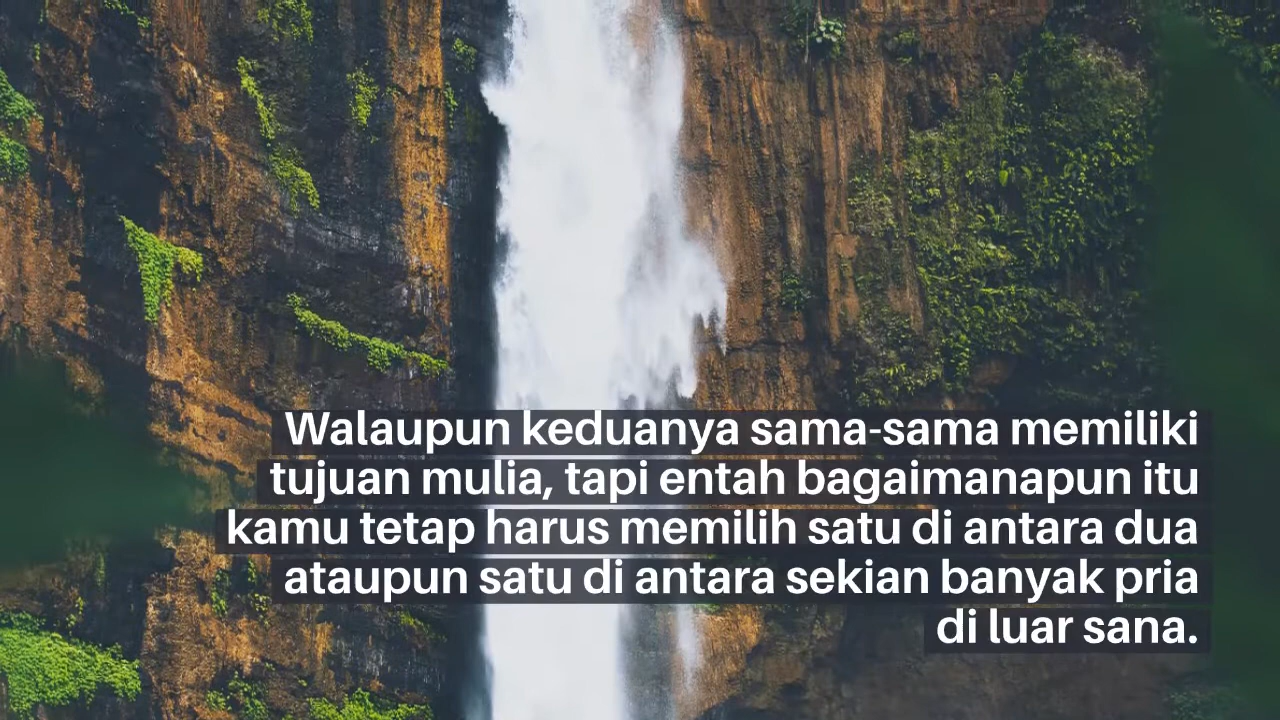 Walaupun keduanya sama-sama memiliki
tujuan mulia, tapi entah bagaimanapun itu
kamu tetap harus memilih satu di antara dua
ataupun satu di antara sekian banyak pria
di luar sana.